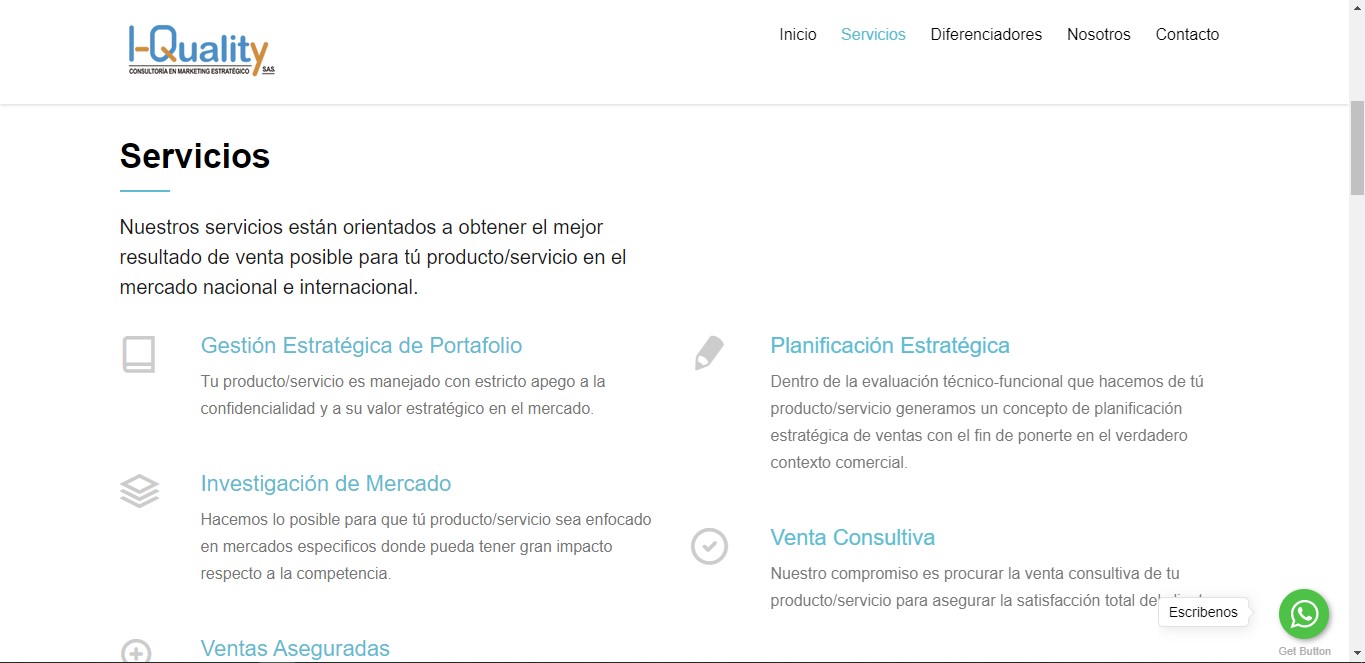 I-Quality
CONSULTORÍA EN MARKETING ESTRATÉGICO SAS
Inicio Servicios Diferenciadores Nosotros Contacto
Servicios
Nuestros servicios están orientados a obtener el mejor
resultado de venta posible para tú producto/servicio en el
mercado nacional e internacional.
Gestión Estratégica de Portafolio
Tu producto/servicio es manejado con estricto apego a la
confidencialidad y a su valor estratégico en el mercado.
Investigación de Mercado
Hacemos lo posible para que tú producto/servicio sea enfocado
en mercados especificos donde pueda tener gran impacto
respecto a la competencia.
Ventas Aseguradas
Planificación Estratégica
Dentro de la evaluación técnico-funcional que hacemos de tú
producto/servicio generamos un concepto de planificación
estratégica de ventas con el fin de ponerte en el verdadero
contexto comercial.
Venta Consultiva
Nuestro compromiso es procurar la venta consultiva de tu
producto/servicio para asegurar la satisfacción total
Escribenos
Get Button